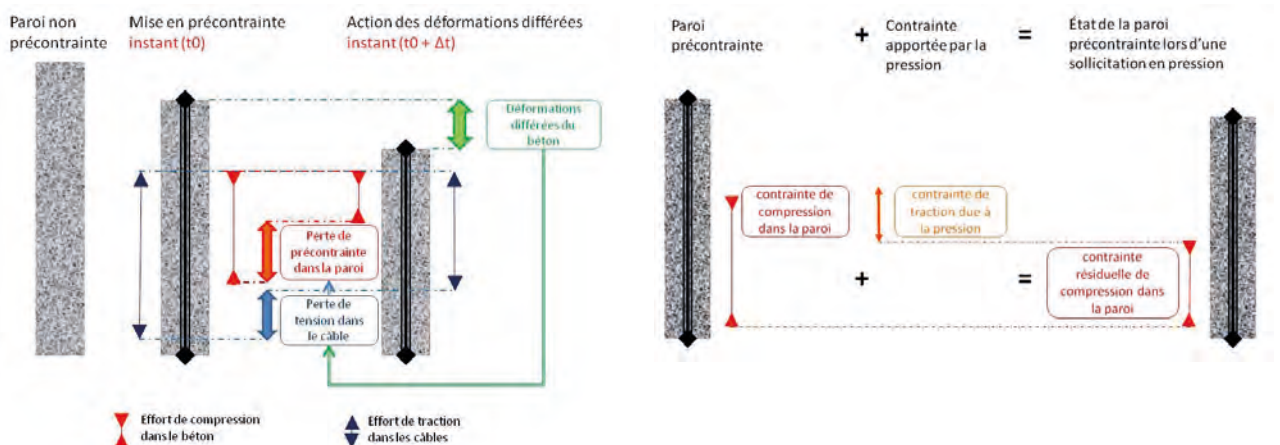 Paroi non
précontrainte
Mise en précontrainte
instant (t0)
Action des déformations différées
instant (t0 + Δt)
Déformations
différées du
béton
Perte de
précontrainte
dans la paroi
Perte de
tension dans
le câble
Effort de compression
dans le béton
Effort de traction
dans les câbles
Paroi
précontrainte
+
Contrainte
apportée par la
pression
=
État de la paroi
précontrainte lors d'une
sollicitation en pression
contrainte de
compression
dans la paroi
contrainte de
traction due à
la pression
+
=
contrainte
résiduelle de
compression dans
la paroi